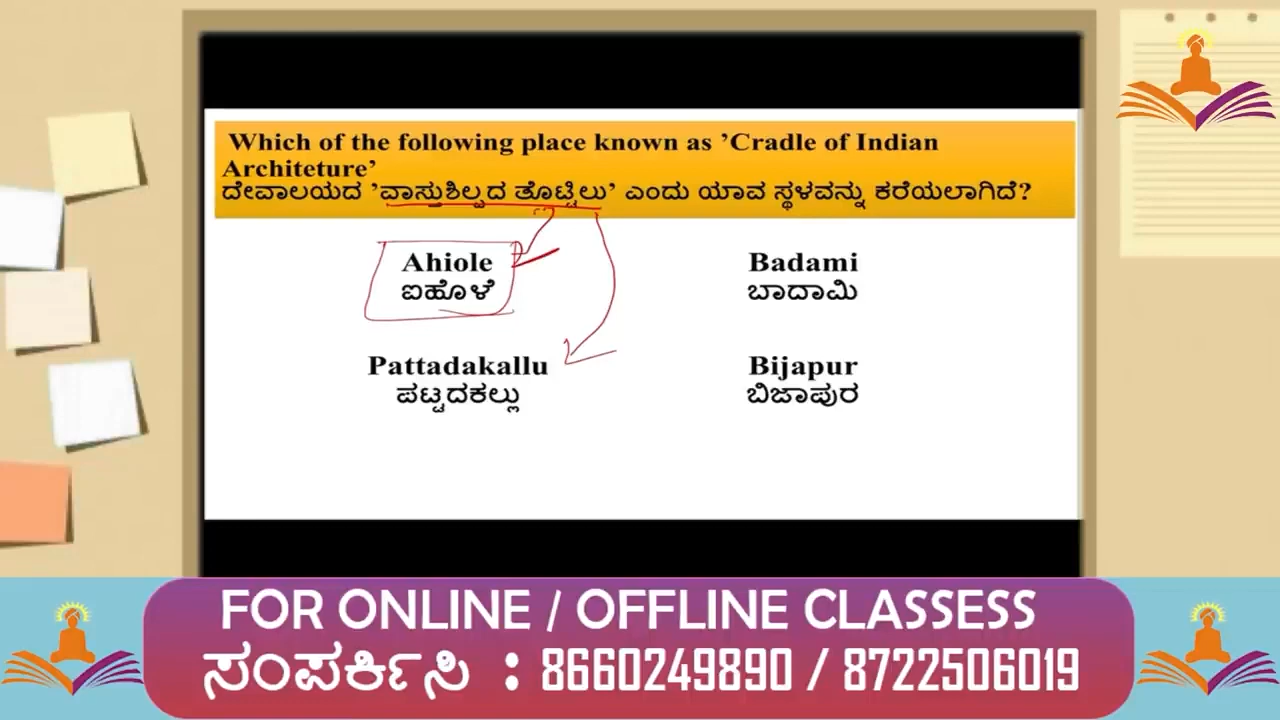 Which of the following place known as ’Cradle of Indian
Architeture’
ದೇವಾಲಯದ ’ವಾಸ್ತುಶಿಲ್ಪದ ತೊಟ್ಟಿಲು’ ಎಂದು ಯಾವ ಸ್ಥಳವನ್ನು ಕರೆಯಲಾಗಿದೆ?
Ahiole
ಐಹೊಳೆ
Badami
ಬಾದಾಮಿ
Pattadakallu
ಪಟ್ಟದಕಲ್ಲು
Bijapur
ಬಿಜಾಪುರ
FOR ONLINE / OFFLINE CLASSESS
ಸಂಪರ್ಕಿಸಿ : 8660249890 / 8722506019